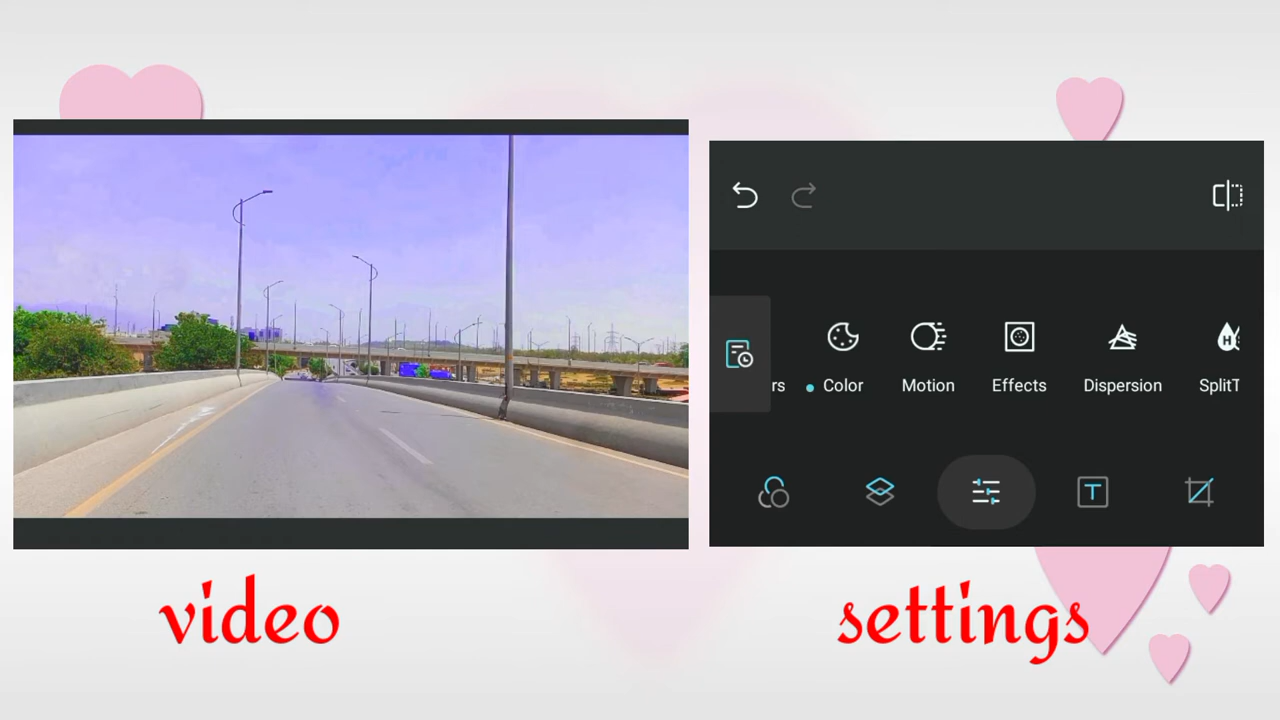 rs
Color
Motion
Effects
Dispersion
SplitT
H
T
video
settings